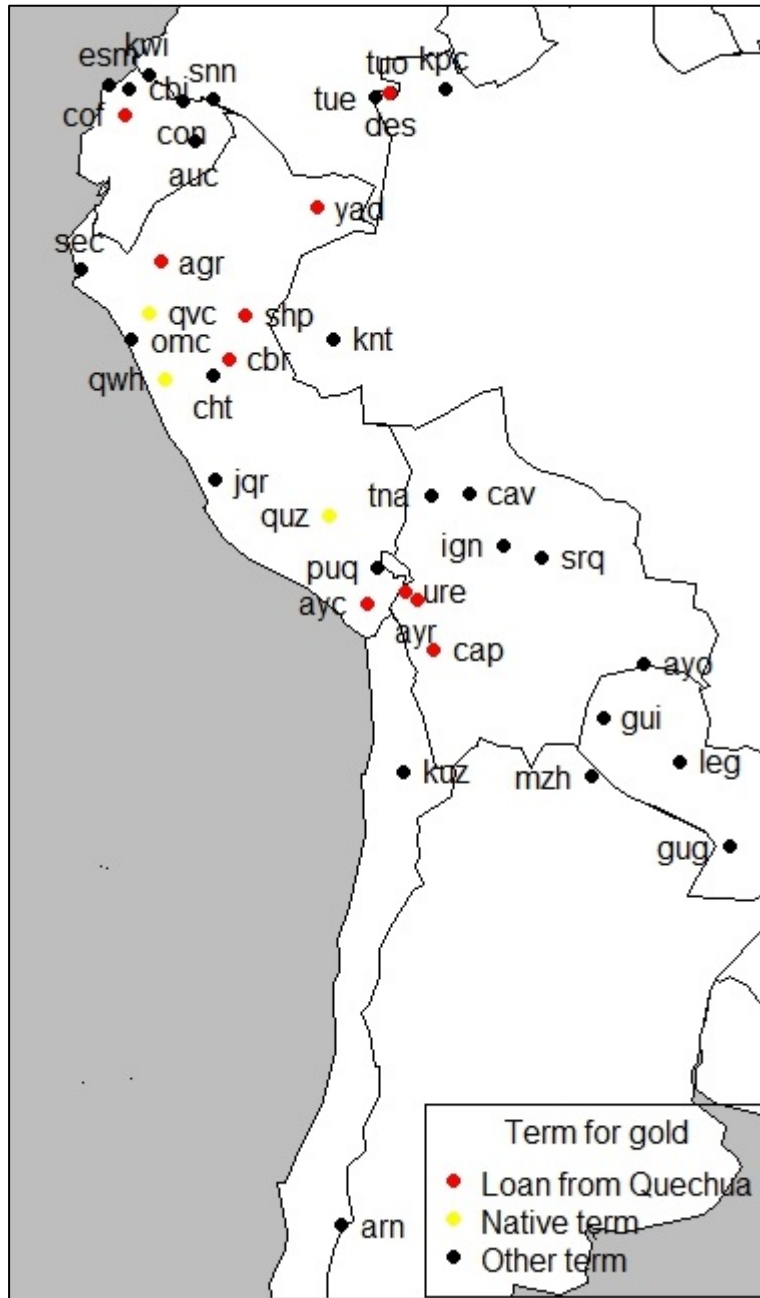 kwi
esm
cbi
snn
cof
con
auc
tuo
kpc
tue
des
yad
sec
agr
qvc
shp
omc
knt
cbr
qwh
cht
jqr
tna
cav
quz
ign
srq
puq
ure
ayc
ayr
cap
ayo
gui
leg
kuz
mzh
gug
arn
Term for gold
Loan from Quechua
Native term
Other term